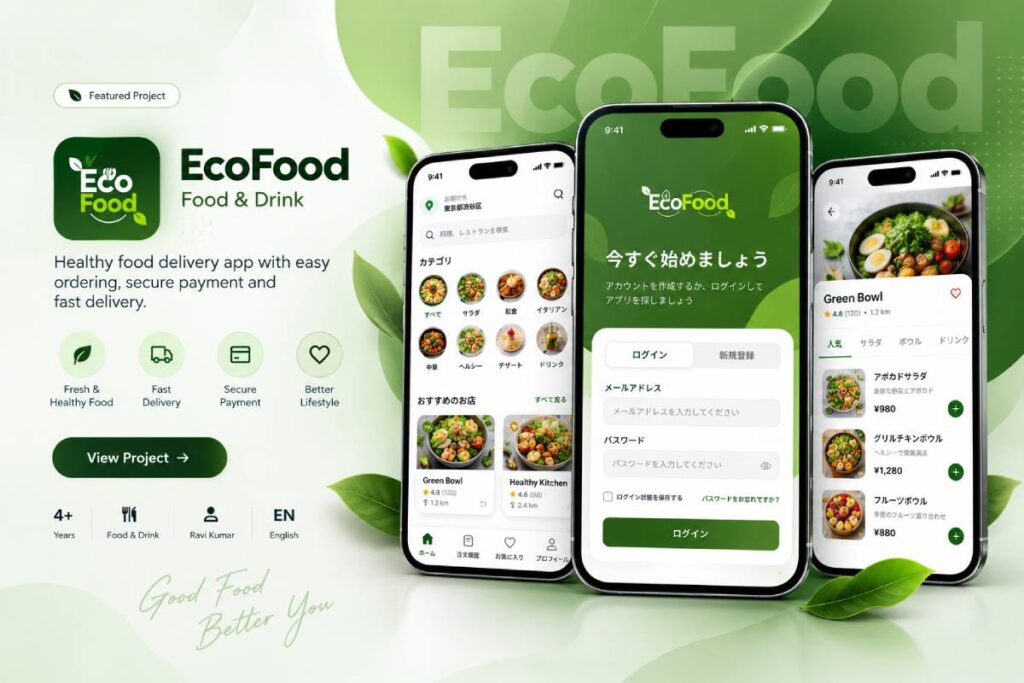 EcoFood
Featured Project
Eco
Food
EcoFood
Food & Drink
Healthy food delivery app with easy
ordering, secure payment and
fast delivery.
Fresh &
Healthy Food
Fast
Delivery
Secure
Payment
Better
Lifestyle
View Project →
4+
Years
Food & Drink
Ravi Kumar
EN
English
Good Food
Better You
9:41
お届け先
東京都渋谷区
料理、レストランを検索
カテゴリ
すべて
サラダ
和食
イタリアン
中華
ヘルシー
デザート
ドリンク
おすすめのお店
すべて見る
Green Bowl
4.8 (120)
1.2 km
Healthy Kitchen
4.6 (98)
2.4 km
ホーム
注文履歴
お気に入り
プロフィール
9:41
EcoFood
今すぐ始めましょう
アカウントを作成するか、ログインして
アプリを探しましょう
ログイン
新規登録
メールアドレス
メールアドレスを入力してください
パスワード
パスワードを入力してください
ログイン状態を保存する
パスワードをお忘れですか?
ログイン
9:41
Green Bowl
4.8 (120) • 1.2 km
人気
サラダ
ボウル
ドリンク
アボカドサラダ
新鮮な野菜とアボカド
¥980
グリルチキンボウル
ヘルシーで栄養満点
¥1,280
フルーツボウル
季節のフルーツ盛り合わせ
¥880